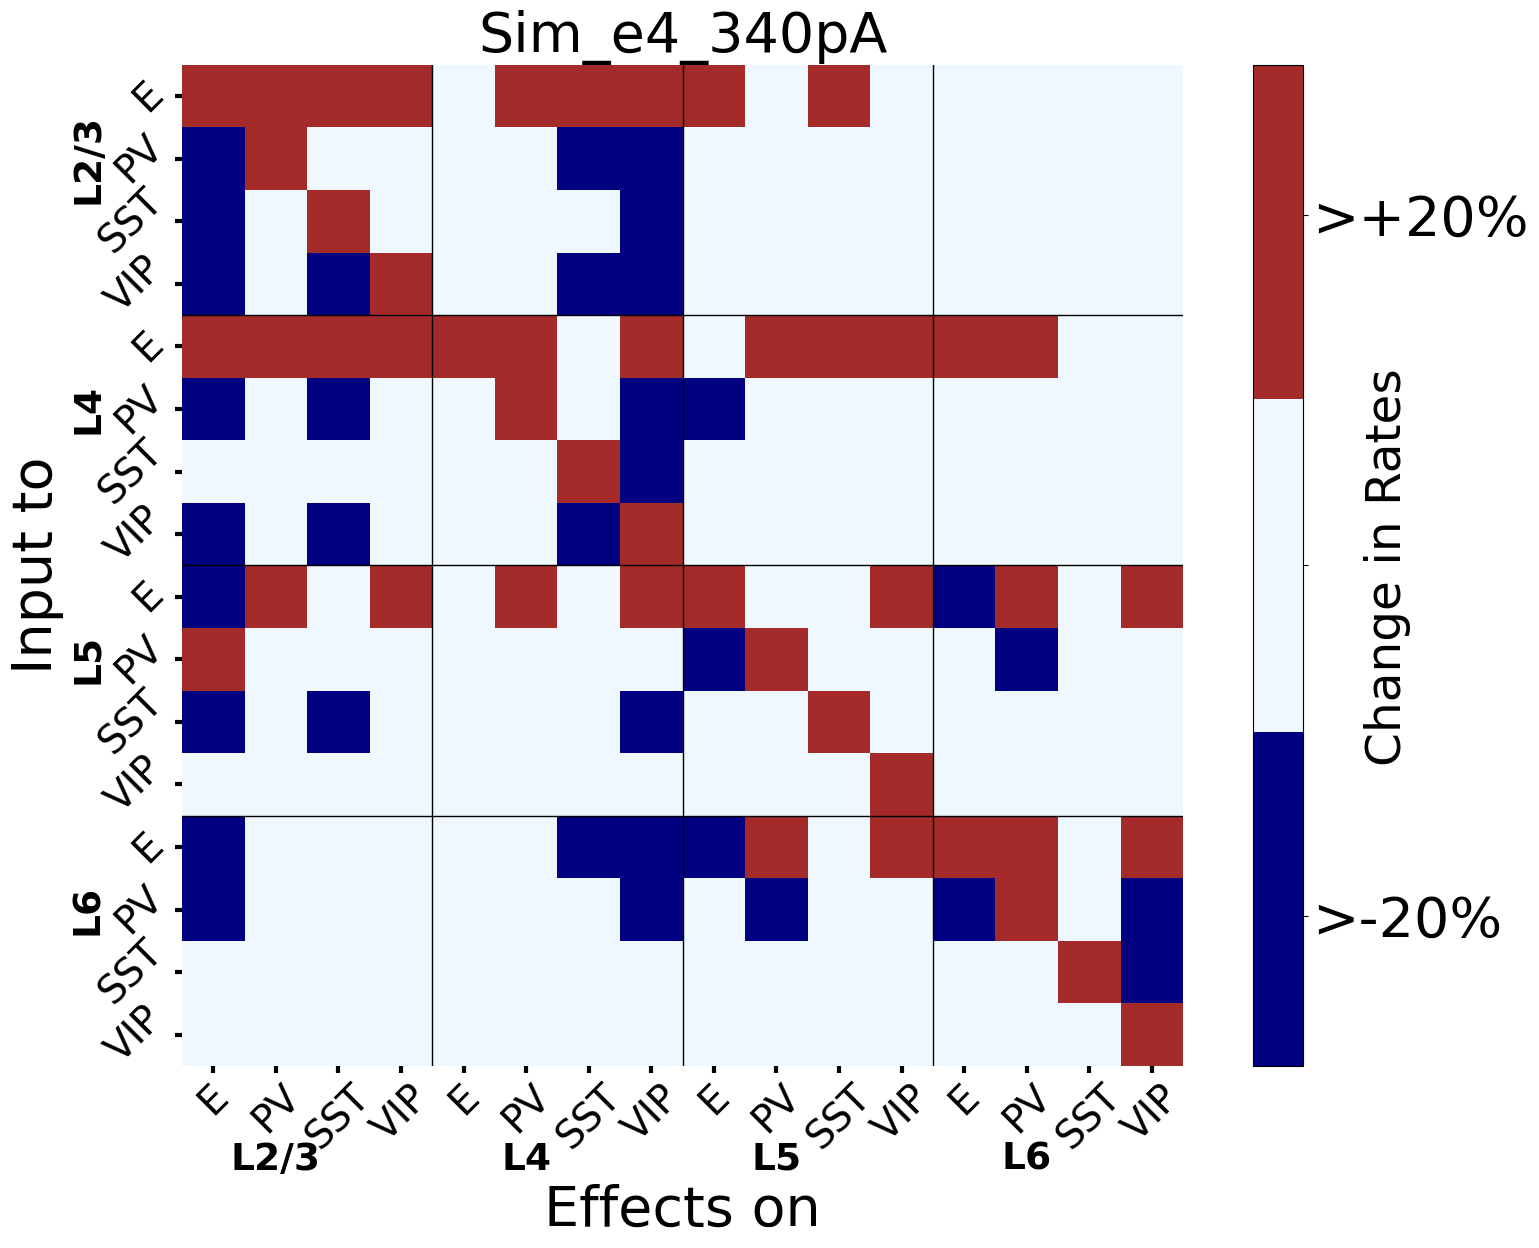 Sim_e4_340pA
Input to
L2/3
E
PV
SST
VIP
L4
E
PV
SST
VIP
L5
E
PV
SST
VIP
L6
E
PV
SST
VIP
E PV SST VIP E PV SST VIP E PV SST VIP E PV SST VIP
L2/3 L4 L5 L6
Effects on
>+20%
>-20%
Change in Rates